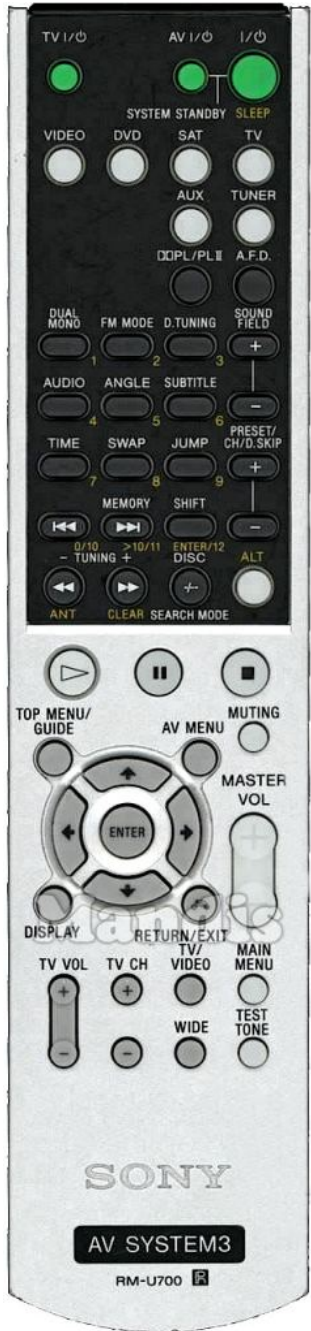 TV I/⏻ AV I/⏻ I/⏻
SYSTEM STANDBY SLEEP
VIDEO DVD SAT TV
AUX TUNER
DDPL/PLII A.F.D.
DUAL MONO FM MODE D.TUNING SOUND FIELD
+
1 2 3
AUDIO ANGLE SUBTITLE
−
4 5 6
TIME SWAP JUMP PRESET/CH/D.SKIP
+
7 8 9
MEMORY SHIFT
⏮ ⏭ −
0/10 >10/11 ENTER/12
− TUNING + DISC ALT
◀◀ ▶▶ -/--
ANT CLEAR SEARCH MODE
▷ ⏸ ■
TOP MENU/GUIDE AV MENU MUTING
MASTER VOL
+
ENTER
−
DISPLAY RETURN/EXIT
Mandis
TV VOL TV CH TV/VIDEO MAIN MENU
+ +
WIDE TEST TONE
− −
SONY
AV SYSTEM3
RM-U700 R